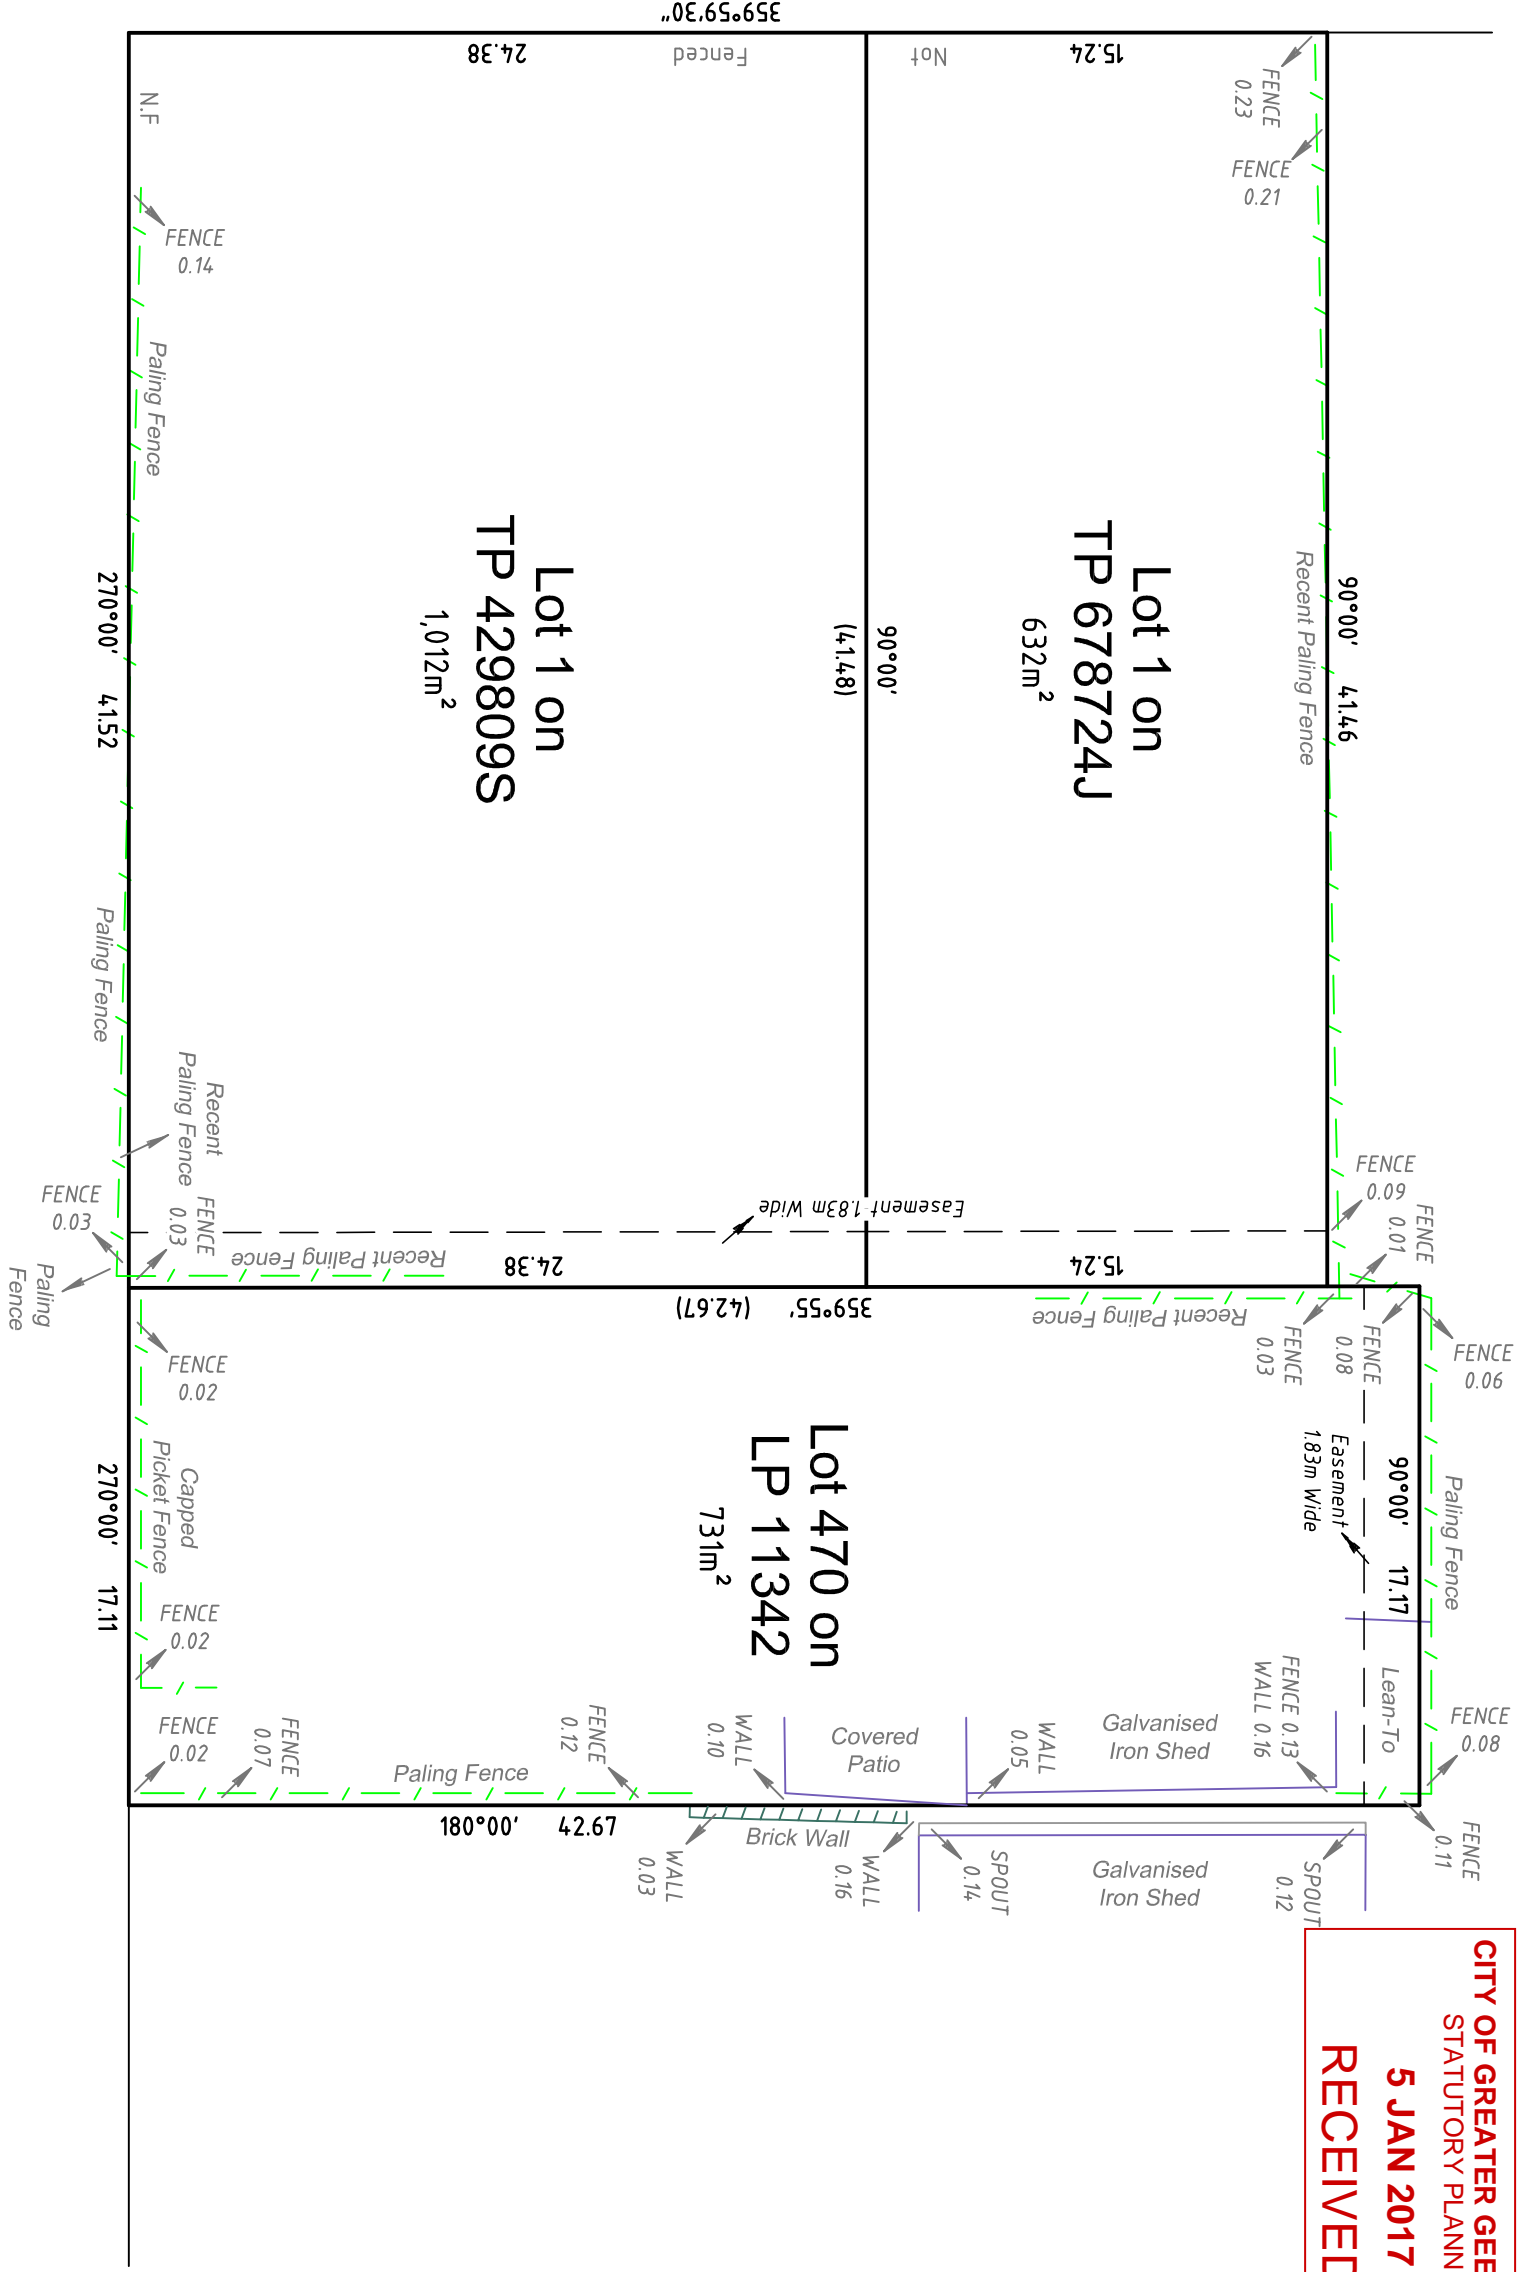 359°59'30"
24.38
Fenced
Not
15.24
N.F
FENCE
0.23
FENCE
0.21
FENCE
0.14
Paling Fence
Lot 1 on
TP 429809S
1,012m²
270°00' 41.52
90°00'
(41.48)
Lot 1 on
TP 678724J
632m²
Recent Paling Fence
90°00' 41.46
Paling Fence
Recent
Paling Fence
FENCE
0.03
FENCE
0.03
Paling
Fence
Recent Paling Fence
Easement 1.83m Wide
24.38
15.24
FENCE
0.09
FENCE
0.01
359°55' (42.67)
Recent Paling Fence
FENCE
0.03
FENCE
0.08
FENCE
0.06
FENCE
0.02
Capped
Picket Fence
270°00' 17.11
Lot 470 on
LP 11342
731m²
Easement
1.83m Wide
90°00' 17.17
Paling Fence
FENCE
0.02
FENCE
0.02
FENCE
0.07
Paling Fence
FENCE
0.12
WALL
0.10
Covered
Patio
WALL
0.05
Galvanised
Iron Shed
FENCE 0.13
WALL 0.16
Lean-To
FENCE
0.08
180°00' 42.67
WALL
0.03
Brick Wall
WALL
0.16
SPOUT
0.14
Galvanised
Iron Shed
SPOUT
0.12
FENCE
0.11
CITY OF GREATER GEE
STATUTORY PLANN
5 JAN 2017
RECEIVED